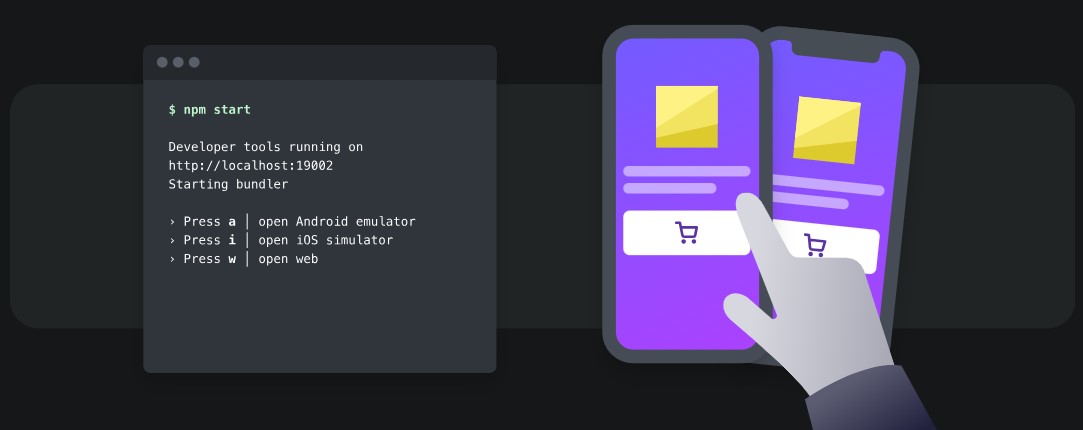 $ npm start
Developer tools running on
http://localhost:19002
Starting bundler
› Press a │ open Android emulator
› Press i │ open iOS simulator
› Press w │ open web